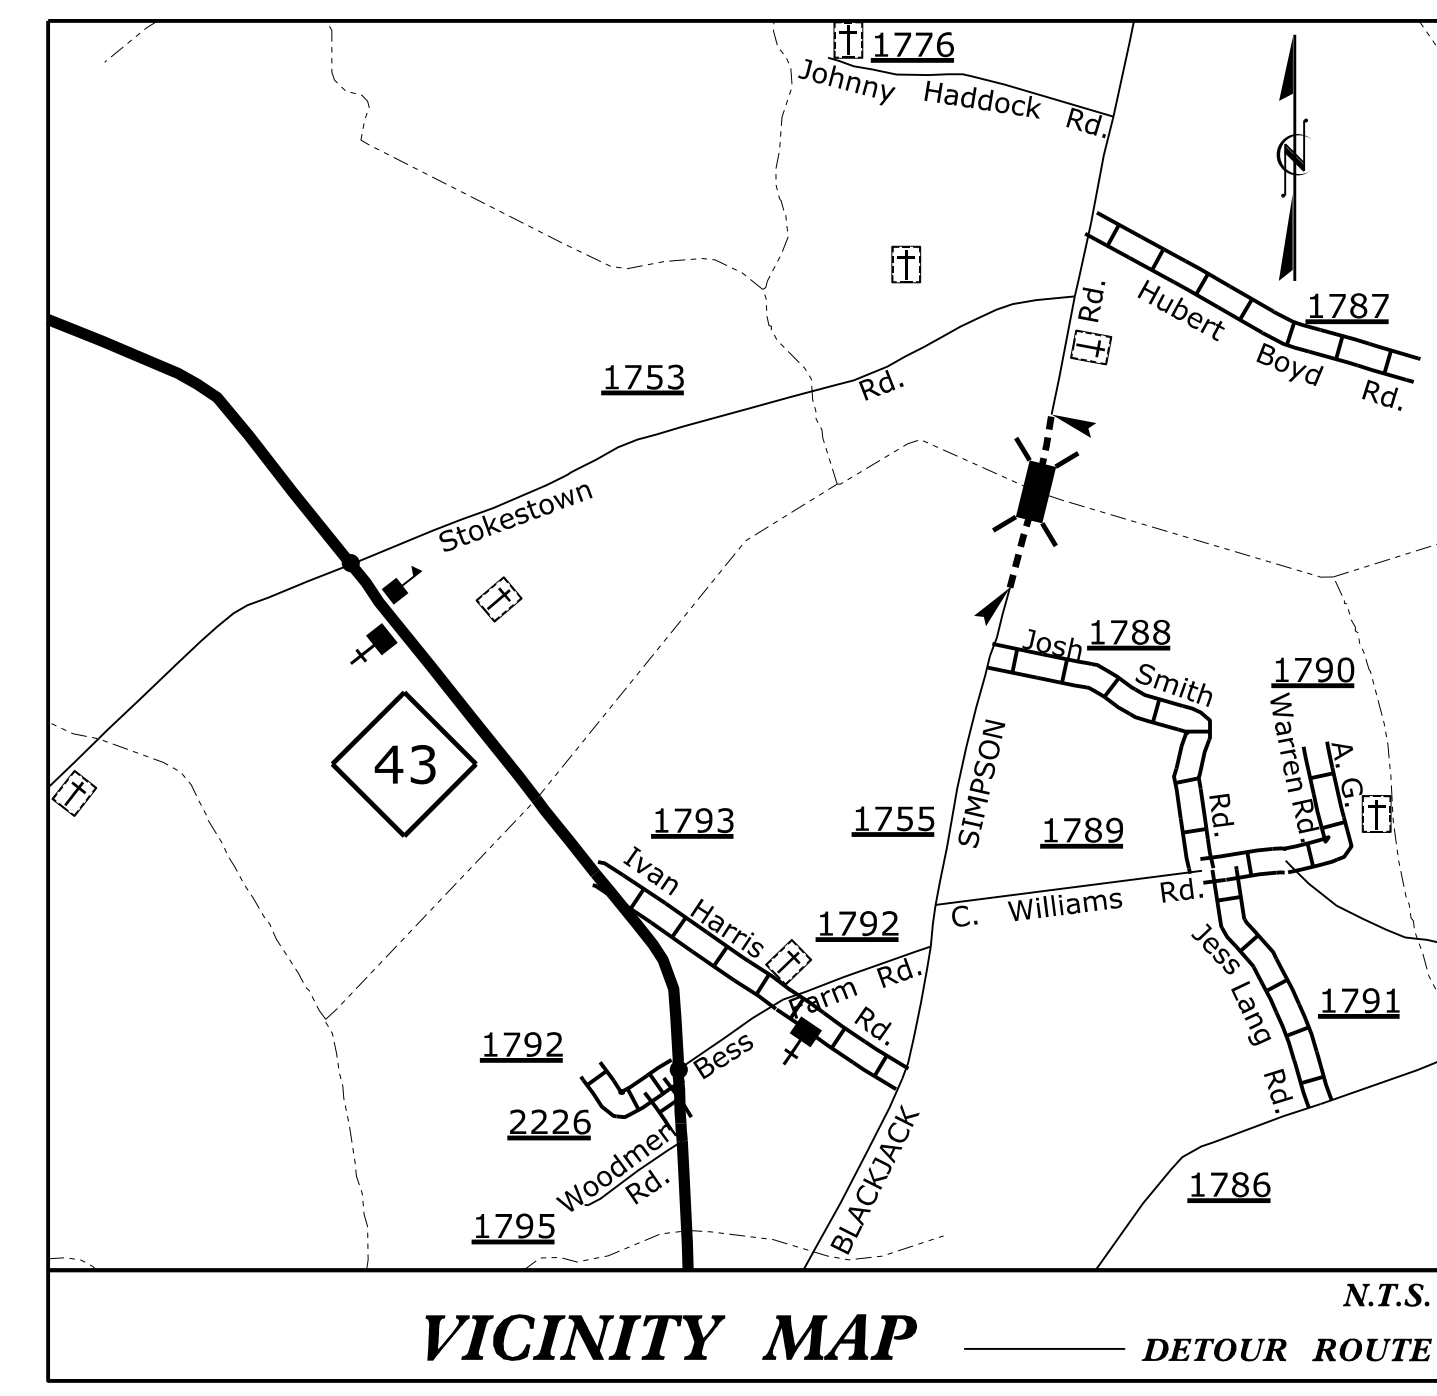 1776
Johnny Haddock Rd.
N
Hubert Boyd Rd.
1787
Rd.
1753
Stokestown Rd.
Josh Smith Rd.
1788
1790
Warren Rd.
A. G.
43
SIMPSON
1793
1755
1789
Ivan Harris Rd.
1792
C. Williams Rd.
Bess Farm Rd.
Jess Lang Rd.
1791
1792
2226
Woodmen
Rd.
BLACKJACK
1786
1795
N.T.S.
VICINITY MAP
DETOUR ROUTE